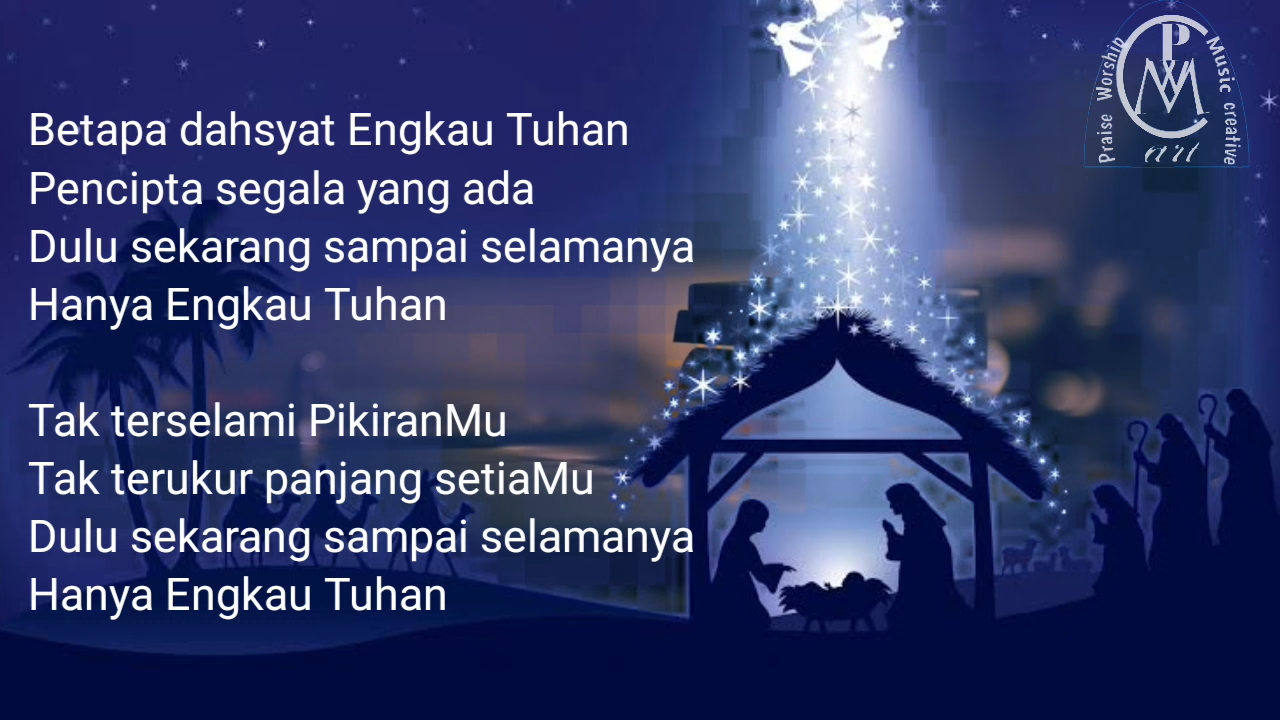 Betapa dahsyat Engkau Tuhan
Pencipta segala yang ada
Dulu sekarang sampai selamanya
Hanya Engkau Tuhan
Tak terselami PikiranMu
Tak terukur panjang setiaMu
Dulu sekarang sampai selamanya
Hanya Engkau Tuhan
Praise Worship
Music creative
PWMC
art